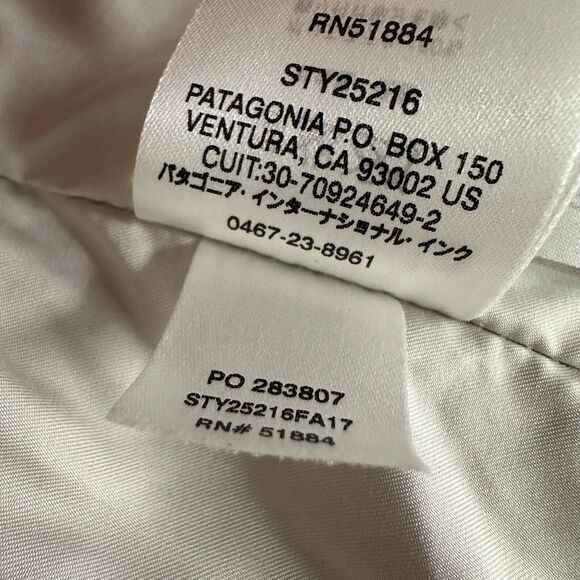 RN51884
STY25216
PATAGONIA P.O. BOX 150
VENTURA, CA 93002 US
CUIT:30-70924649-2
パタゴニア・インターナショナル・インク
0467-23-8961
PO 283807
STY25216FA17
RN# 51884